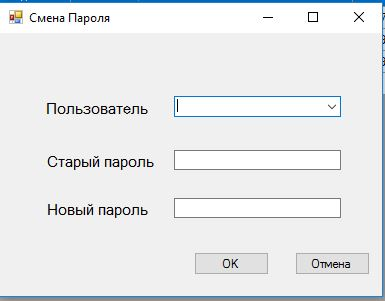 Смена Пароля
Пользователь
Старый пароль
Новый пароль
OK
Отмена